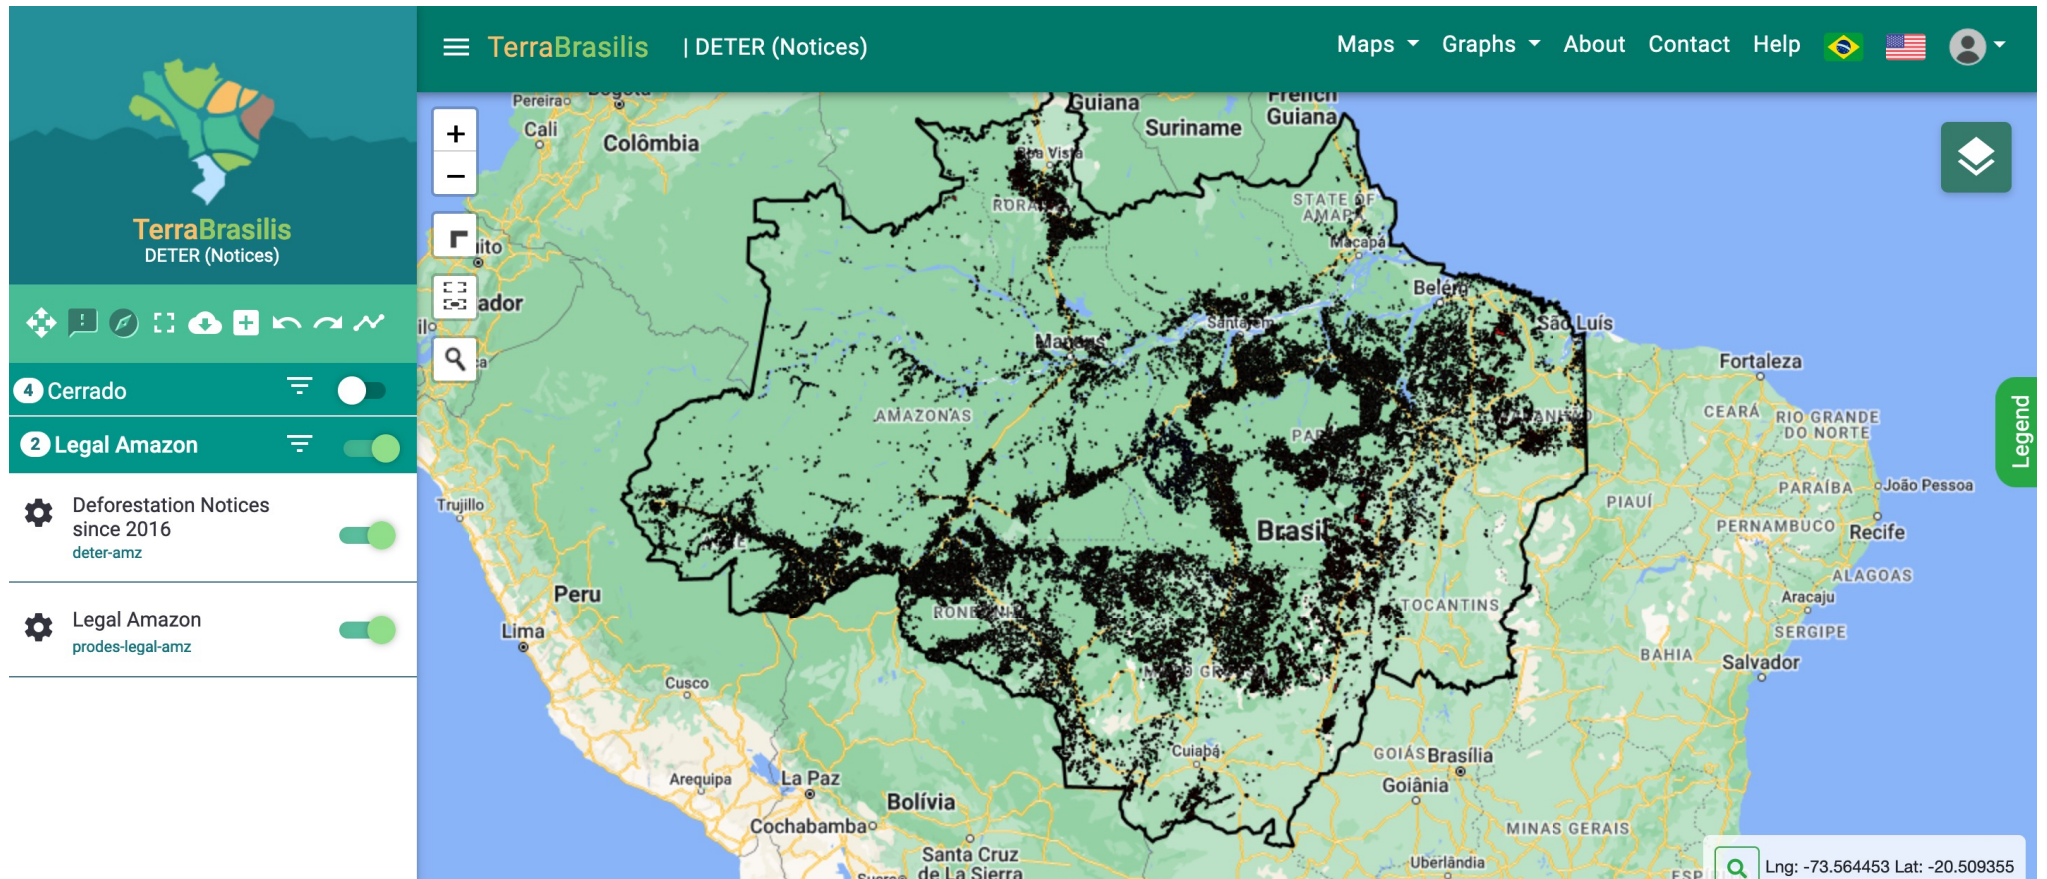 TerraBrasilis
DETER (Notices)
4 Cerrado
2 Legal Amazon
Deforestation Notices
since 2016
deter-amz
Legal Amazon
prodes-legal-amz
TerraBrasilis | DETER (Notices)
Maps Graphs About Contact Help
+
−
Pereira
Cali
Colômbia
Guiana
Suriname
French
Guiana
Boa Vista
STATE OF
AMAPÁ
Macapá
Belém
Santarém
Manaus
São Luís
Fortaleza
AMAZONAS
CEARÁ
RIO GRANDE
DO NORTE
PIAUÍ
PARAÍBA
João Pessoa
PERNAMBUCO
Recife
Trujillo
Brasil
ALAGOAS
Aracaju
SERGIPE
Peru
Lima
TOCANTINS
BAHIA
Salvador
Cusco
Cuiabá
GOIÁS
Brasília
Goiânia
Arequipa
La Paz
Bolívia
Cochabamba
MINAS GERAIS
Santa Cruz
de La Sierra
Uberlândia
Legend
Lng: -73.564453 Lat: -20.509355